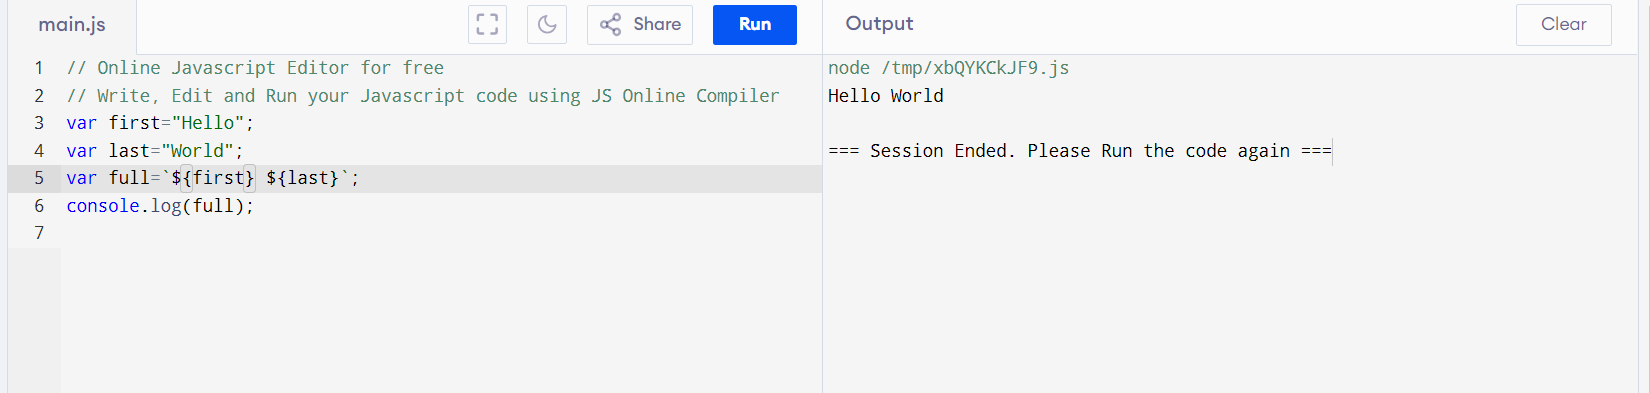 main.js Share Run Output Clear
1 // Online Javascript Editor for free
2 // Write, Edit and Run your Javascript code using JS Online Compiler
3 var first="Hello";
4 var last="World";
5 var full=`${first} ${last}`;
6 console.log(full);
7
node /tmp/xbQYKCkJF9.js
Hello World
=== Session Ended. Please Run the code again ===